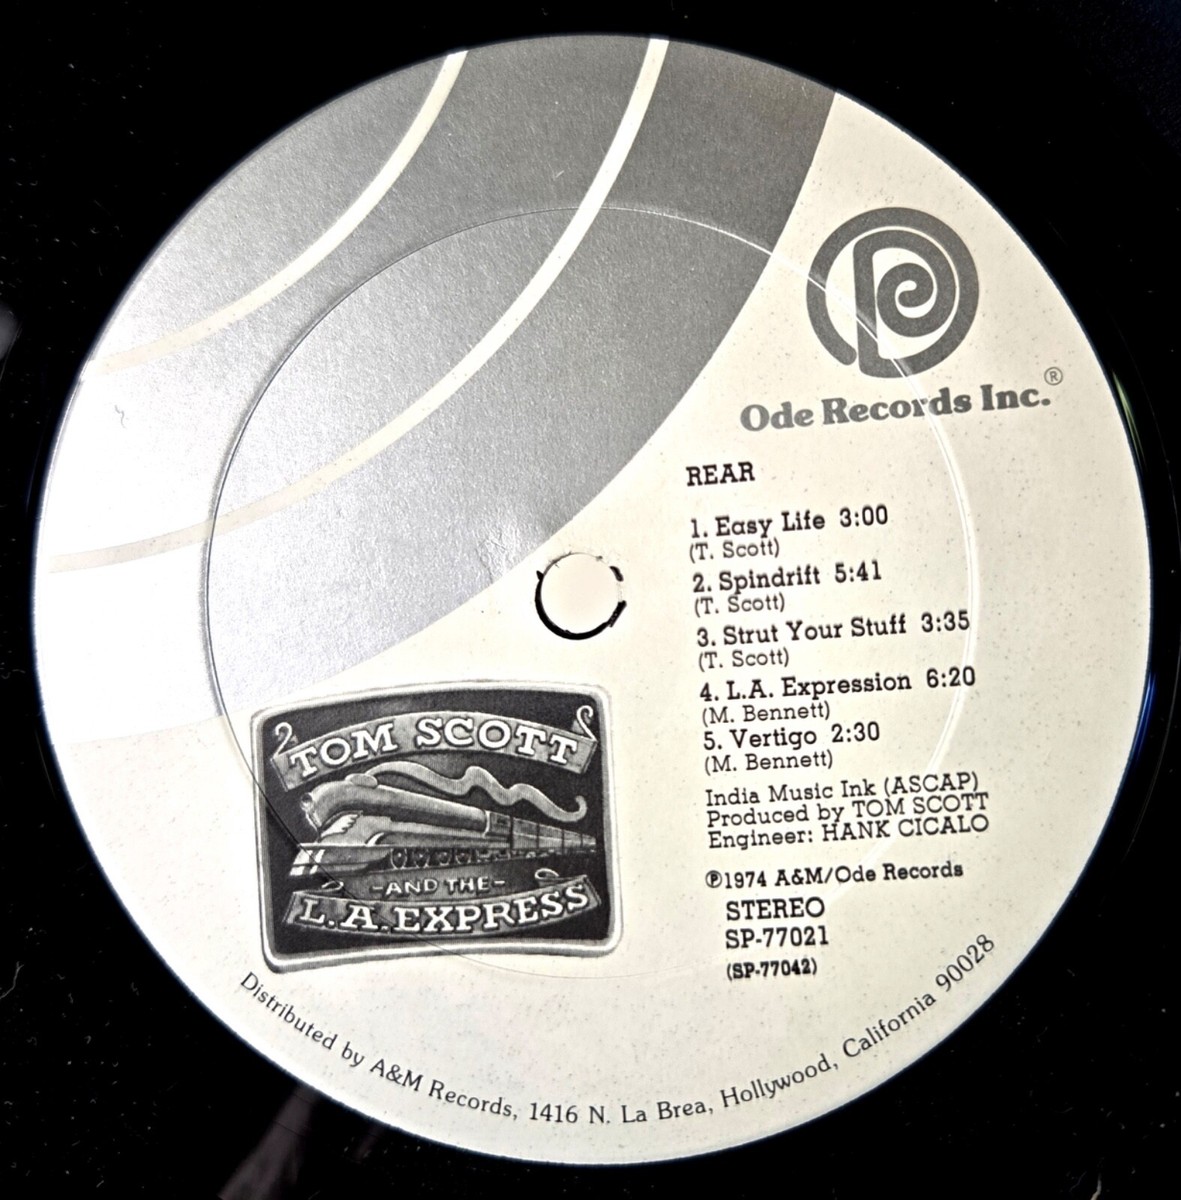 Ode Records Inc.®
REAR
1. Easy Life 3:00
(T. Scott)
2. Spindrift 5:41
(T. Scott)
3. Strut Your Stuff 3:35
(T. Scott)
4. L.A. Expression 6:20
(M. Bennett)
5. Vertigo 2:30
(M. Bennett)
India Music Ink (ASCAP)
Produced by TOM SCOTT
Engineer: HANK CICALO
℗1974 A&M/Ode Records
STEREO
SP-77021
(SP-77042)
TOM SCOTT
-AND THE-
L.A. EXPRESS
Distributed by A&M Records, 1416 N. La Brea, Hollywood, California 90028